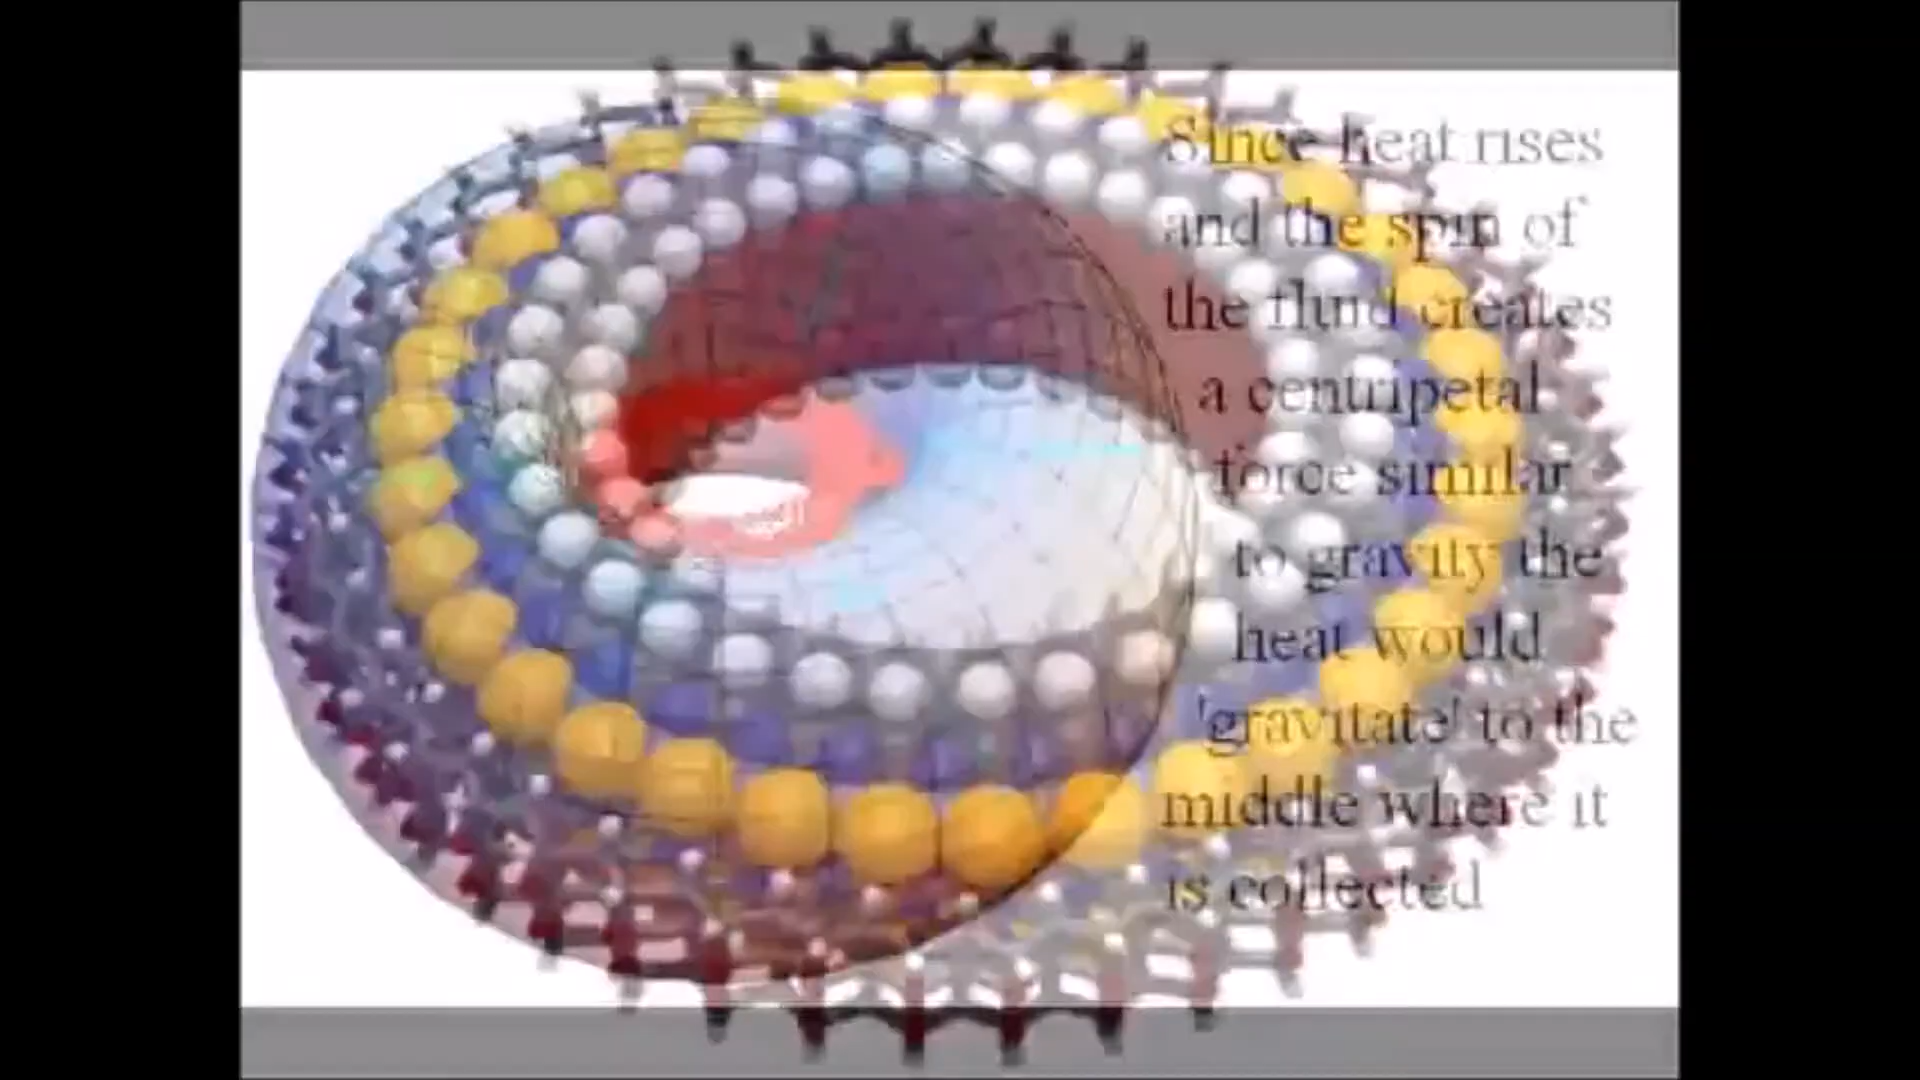 Since heat rises
and the spin of
the fluid creates
a centripetal
force similar
to gravity the
heat would
'gravitate' to the
middle where it
is collected